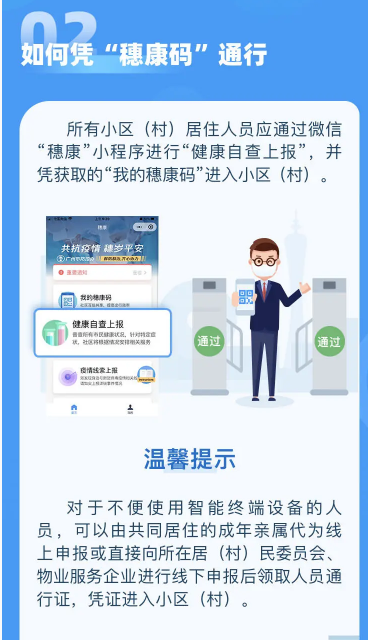 02
如何凭“穗康码”通行
所有小区（村）居住人员应通过微信
“穗康”小程序进行“健康自查上报”，并
凭获取的“我的穗康码”进入小区（村）。
穗康
共抗疫情 穗岁平安
我的穗康码
健康自查上报
疫情线索上报
通过
通过
温馨提示
对于不便使用智能终端设备的人
员，可以由共同居住的成年亲属代为线
上申报或直接向所在居（村）民委员会、
物业服务企业进行线下申报后领取人员通
行证，凭证进入小区（村）。